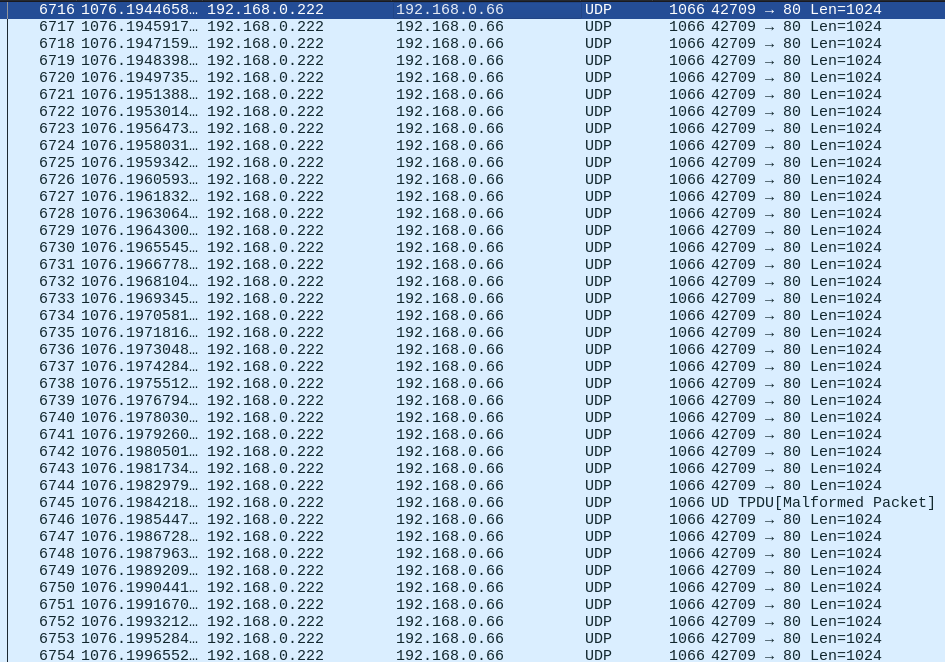 6716 1076.1944658… 192.168.0.222 192.168.0.66 UDP 1066 42709 → 80 Len=1024
6717 1076.1945917… 192.168.0.222 192.168.0.66 UDP 1066 42709 → 80 Len=1024
6718 1076.1947159… 192.168.0.222 192.168.0.66 UDP 1066 42709 → 80 Len=1024
6719 1076.1948398… 192.168.0.222 192.168.0.66 UDP 1066 42709 → 80 Len=1024
6720 1076.1949735… 192.168.0.222 192.168.0.66 UDP 1066 42709 → 80 Len=1024
6721 1076.1951388… 192.168.0.222 192.168.0.66 UDP 1066 42709 → 80 Len=1024
6722 1076.1953014… 192.168.0.222 192.168.0.66 UDP 1066 42709 → 80 Len=1024
6723 1076.1956473… 192.168.0.222 192.168.0.66 UDP 1066 42709 → 80 Len=1024
6724 1076.1958031… 192.168.0.222 192.168.0.66 UDP 1066 42709 → 80 Len=1024
6725 1076.1959342… 192.168.0.222 192.168.0.66 UDP 1066 42709 → 80 Len=1024
6726 1076.1960593… 192.168.0.222 192.168.0.66 UDP 1066 42709 → 80 Len=1024
6727 1076.1961832… 192.168.0.222 192.168.0.66 UDP 1066 42709 → 80 Len=1024
6728 1076.1963064… 192.168.0.222 192.168.0.66 UDP 1066 42709 → 80 Len=1024
6729 1076.1964300… 192.168.0.222 192.168.0.66 UDP 1066 42709 → 80 Len=1024
6730 1076.1965545… 192.168.0.222 192.168.0.66 UDP 1066 42709 → 80 Len=1024
6731 1076.1966778… 192.168.0.222 192.168.0.66 UDP 1066 42709 → 80 Len=1024
6732 1076.1968104… 192.168.0.222 192.168.0.66 UDP 1066 42709 → 80 Len=1024
6733 1076.1969345… 192.168.0.222 192.168.0.66 UDP 1066 42709 → 80 Len=1024
6734 1076.1970581… 192.168.0.222 192.168.0.66 UDP 1066 42709 → 80 Len=1024
6735 1076.1971816… 192.168.0.222 192.168.0.66 UDP 1066 42709 → 80 Len=1024
6736 1076.1973048… 192.168.0.222 192.168.0.66 UDP 1066 42709 → 80 Len=1024
6737 1076.1974284… 192.168.0.222 192.168.0.66 UDP 1066 42709 → 80 Len=1024
6738 1076.1975512… 192.168.0.222 192.168.0.66 UDP 1066 42709 → 80 Len=1024
6739 1076.1976794… 192.168.0.222 192.168.0.66 UDP 1066 42709 → 80 Len=1024
6740 1076.1978030… 192.168.0.222 192.168.0.66 UDP 1066 42709 → 80 Len=1024
6741 1076.1979260… 192.168.0.222 192.168.0.66 UDP 1066 42709 → 80 Len=1024
6742 1076.1980501… 192.168.0.222 192.168.0.66 UDP 1066 42709 → 80 Len=1024
6743 1076.1981734… 192.168.0.222 192.168.0.66 UDP 1066 42709 → 80 Len=1024
6744 1076.1982979… 192.168.0.222 192.168.0.66 UDP 1066 42709 → 80 Len=1024
6745 1076.1984218… 192.168.0.222 192.168.0.66 UDP 1066 UD TPDU[Malformed Packet]
6746 1076.1985447… 192.168.0.222 192.168.0.66 UDP 1066 42709 → 80 Len=1024
6747 1076.1986728… 192.168.0.222 192.168.0.66 UDP 1066 42709 → 80 Len=1024
6748 1076.1987963… 192.168.0.222 192.168.0.66 UDP 1066 42709 → 80 Len=1024
6749 1076.1989209… 192.168.0.222 192.168.0.66 UDP 1066 42709 → 80 Len=1024
6750 1076.1990441… 192.168.0.222 192.168.0.66 UDP 1066 42709 → 80 Len=1024
6751 1076.1991670… 192.168.0.222 192.168.0.66 UDP 1066 42709 → 80 Len=1024
6752 1076.1993212… 192.168.0.222 192.168.0.66 UDP 1066 42709 → 80 Len=1024
6753 1076.1995284… 192.168.0.222 192.168.0.66 UDP 1066 42709 → 80 Len=1024
6754 1076.1996552… 192.168.0.222 192.168.0.66 UDP 1066 42709 → 80 Len=1024